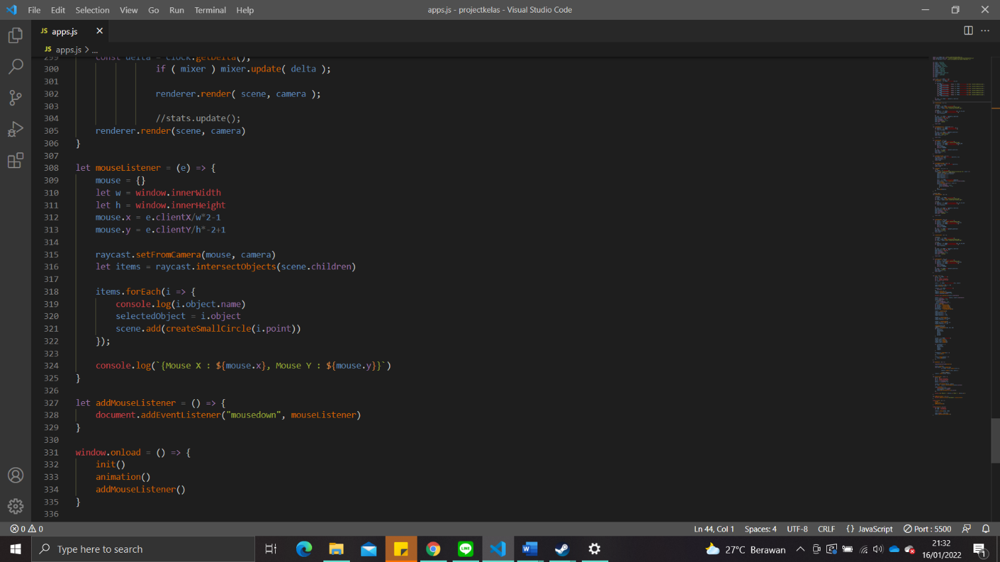 File Edit Selection View Go Run Terminal Help
apps.js - projectkelas - Visual Studio Code
JS apps.js
JS apps.js > ...
299 const delta = clock.getDelta();
300 if ( mixer ) mixer.update( delta );
301
302 renderer.render( scene, camera );
303
304 //stats.update();
305 renderer.render(scene, camera)
306 }
307
308 let mouseListener = (e) => {
309 mouse = {}
310 let w = window.innerWidth
311 let h = window.innerHeight
312 mouse.x = e.clientX/w*2-1
313 mouse.y = e.clientY/h*-2+1
314
315 raycast.setFromCamera(mouse, camera)
316 let items = raycast.intersectObjects(scene.children)
317
318 items.forEach(i => {
319 console.log(i.object.name)
320 selectedObject = i.object
321 scene.add(createSmallCircle(i.point))
322 });
323
324 console.log(`{Mouse X : ${mouse.x}, Mouse Y : ${mouse.y}}`)
325 }
326
327 let addMouseListener = () => {
328 document.addEventListener("mousedown", mouseListener)
329 }
330
331 window.onload = () => {
332 init()
333 animation()
334 addMouseListener()
335 }
336
0 0 Ln 44, Col 1 Spaces: 4 UTF-8 CRLF {} JavaScript Port : 5500
Type here to search
LINE
W
27°C Berawan
21:32
16/01/2022
1